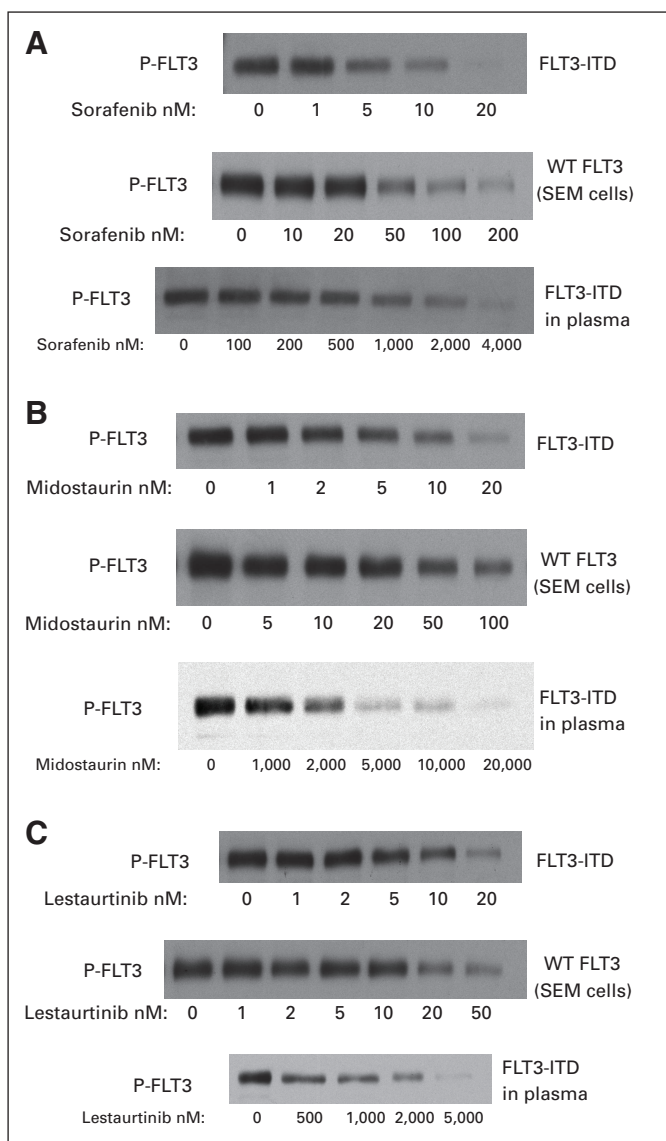 A
P-FLT3 FLT3-ITD
Sorafenib nM: 0 1 5 10 20
P-FLT3 WT FLT3
(SEM cells)
Sorafenib nM: 0 10 20 50 100 200
P-FLT3 FLT3-ITD
in plasma
Sorafenib nM: 0 100 200 500 1,000 2,000 4,000
B
P-FLT3 FLT3-ITD
Midostaurin nM: 0 1 2 5 10 20
P-FLT3 WT FLT3
(SEM cells)
Midostaurin nM: 0 5 10 20 50 100
P-FLT3 FLT3-ITD
in plasma
Midostaurin nM: 0 1,000 2,000 5,000 10,000 20,000
C
P-FLT3 FLT3-ITD
Lestaurtinib nM: 0 1 2 5 10 20
P-FLT3 WT FLT3
(SEM cells)
Lestaurtinib nM: 0 1 2 5 10 20 50
P-FLT3 FLT3-ITD
in plasma
Lestaurtinib nM: 0 500 1,000 2,000 5,000